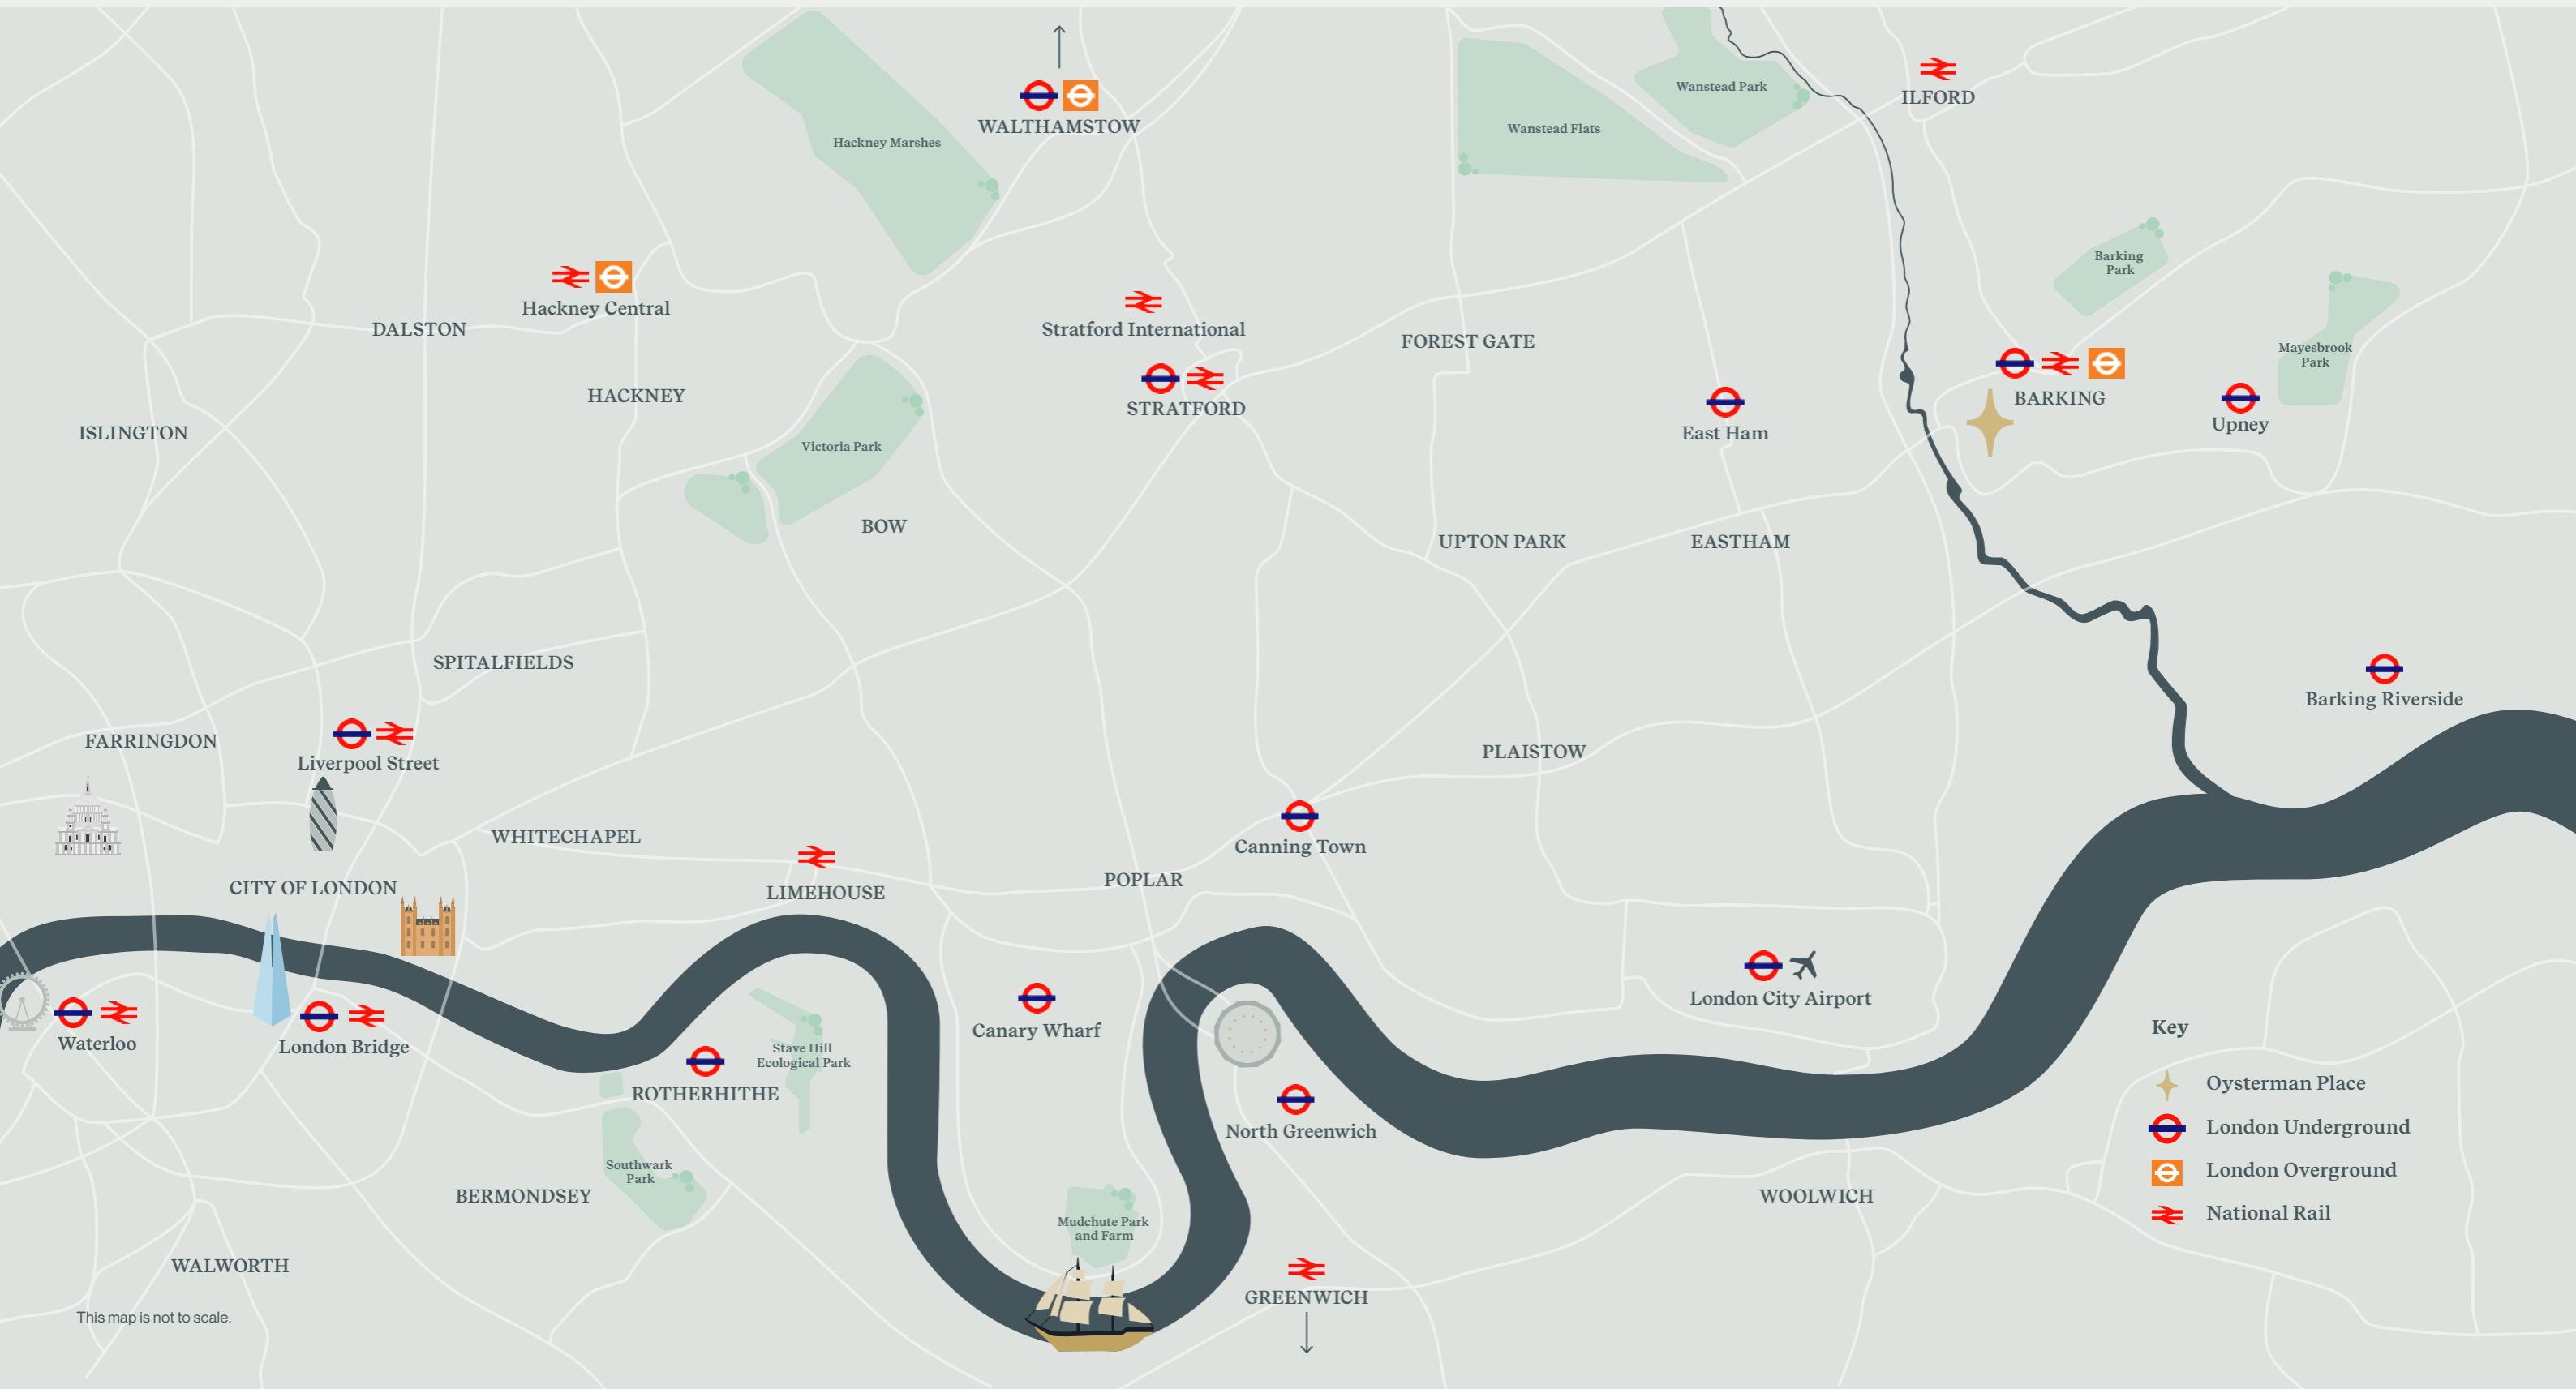 WALTHAMSTOW
Hackney Marshes
Wanstead Flats
Wanstead Park
ILFORD
Hackney Central
DALSTON
HACKNEY
ISLINGTON
Stratford International
STRATFORD
FOREST GATE
East Ham
Barking
Park
BARKING
Upney
Mayesbrook
Park
Victoria Park
BOW
UPTON PARK
EASTHAM
SPITALFIELDS
Barking Riverside
FARRINGDON
Liverpool Street
PLAISTOW
WHITECHAPEL
Canning Town
CITY OF LONDON
LIMEHOUSE
POPLAR
Waterloo
London Bridge
Canary Wharf
London City Airport
Stave Hill
Ecological Park
ROTHERHITHE
North Greenwich
Southwark
Park
BERMONDSEY
Mudchute Park
and Farm
WOOLWICH
WALWORTH
GREENWICH
This map is not to scale.
Key
Oysterman Place
London Underground
London Overground
National Rail